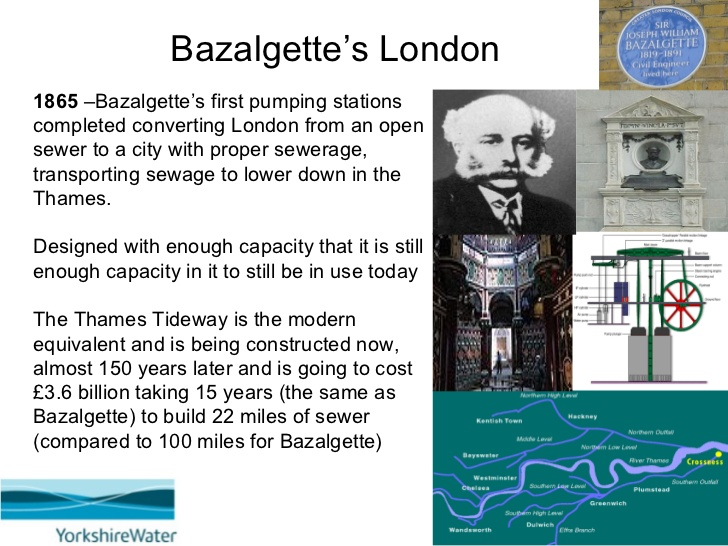 Bazalgette's London
GREATER LONDON COUNCIL
SIR
JOSEPH WILLIAM
BAZALGETTE
1819-1891
Civil Engineer
lived here
1865 –Bazalgette's first pumping stations
completed converting London from an open
sewer to a city with proper sewerage,
transporting sewage to lower down in the
Thames.
Designed with enough capacity that it is still
enough capacity in it to still be in use today
The Thames Tideway is the modern
equivalent and is being constructed now,
almost 150 years later and is going to cost
£3.6 billion taking 15 years (the same as
Bazalgette) to build 22 miles of sewer
(compared to 100 miles for Bazalgette)
Northern High Level
Hackney
Kentish Town
Northern Outfall
Middle Level
Northern Low Level
Bayswater
River Thames
Crossness
Westminster
Chelsea
Southern Low Level
Southern Outfall
Plumstead
Greenwich
Southern High Level
Dulwich
Wandsworth
Effra Branch
YorkshireWater